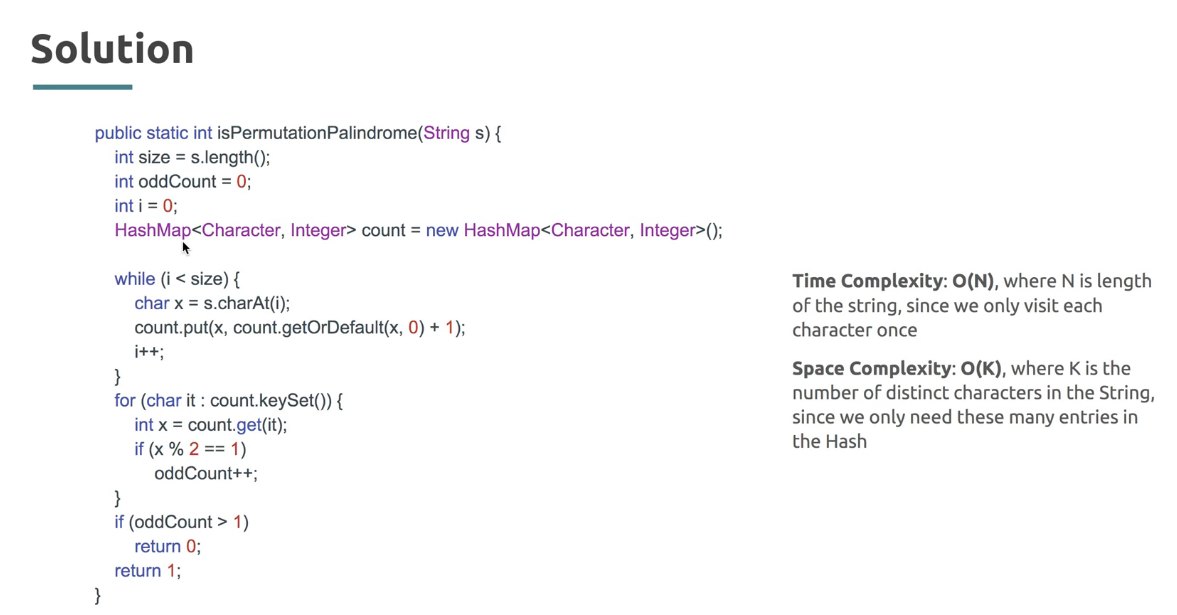 Solution
public static int isPermutationPalindrome(String s) {
int size = s.length();
int oddCount = 0;
int i = 0;
HashMap<Character, Integer> count = new HashMap<Character, Integer>();
while (i < size) {
char x = s.charAt(i);
count.put(x, count.getOrDefault(x, 0) + 1);
i++;
}
for (char it : count.keySet()) {
int x = count.get(it);
if (x % 2 == 1)
oddCount++;
}
if (oddCount > 1)
return 0;
return 1;
}
Time Complexity: O(N), where N is length
of the string, since we only visit each
character once
Space Complexity: O(K), where K is the
number of distinct characters in the String,
since we only need these many entries in
the Hash